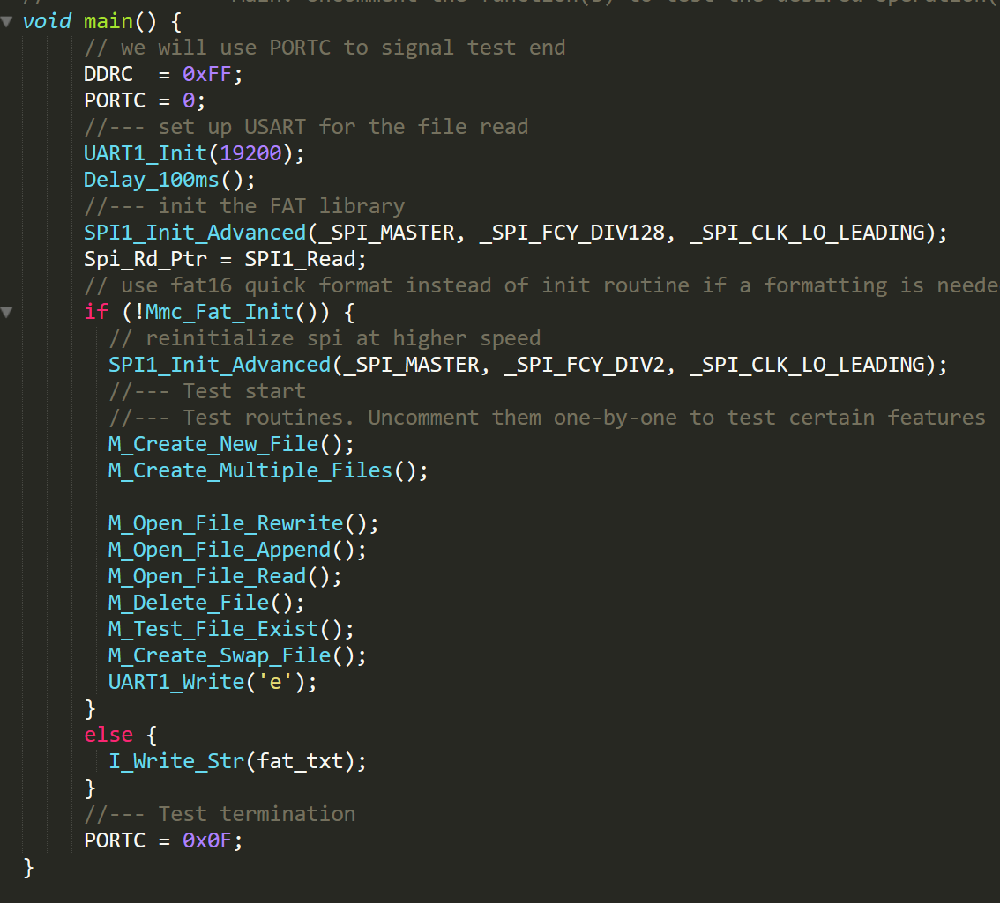 void main() {
// we will use PORTC to signal test end
DDRC  = 0xFF;
PORTC = 0;
//--- set up USART for the file read
UART1_Init(19200);
Delay_100ms();
//--- init the FAT library
SPI1_Init_Advanced(_SPI_MASTER, _SPI_FCY_DIV128, _SPI_CLK_LO_LEADING);
Spi_Rd_Ptr = SPI1_Read;
// use fat16 quick format instead of init routine if a formatting is neede
if (!Mmc_Fat_Init()) {
// reinitialize spi at higher speed
SPI1_Init_Advanced(_SPI_MASTER, _SPI_FCY_DIV2, _SPI_CLK_LO_LEADING);
//--- Test start
//--- Test routines. Uncomment them one-by-one to test certain features
M_Create_New_File();
M_Create_Multiple_Files();
M_Open_File_Rewrite();
M_Open_File_Append();
M_Open_File_Read();
M_Delete_File();
M_Test_File_Exist();
M_Create_Swap_File();
UART1_Write('e');
}
else {
I_Write_Str(fat_txt);
}
//--- Test termination
PORTC = 0x0F;
}